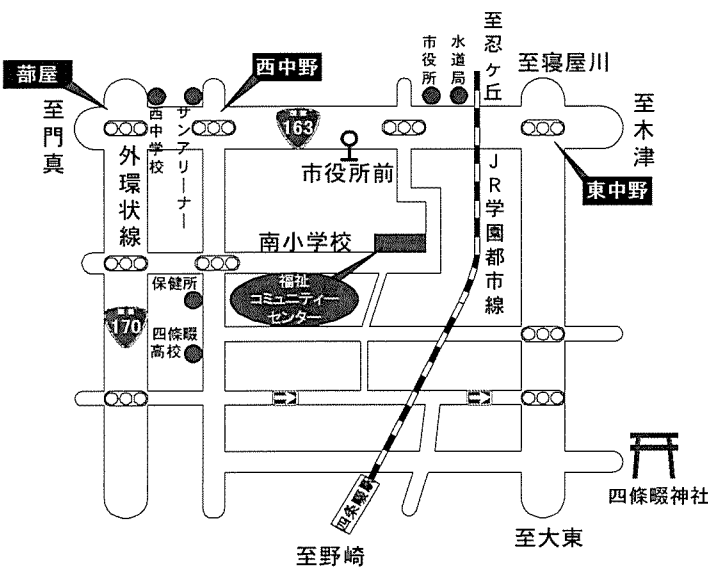 至忍ヶ丘
水道局
市役所
至寝屋川
西中野
蔀屋
至門真
西中学校
サンアリーナー
163
市役所前
至木津
東中野
外環状線
JR学園都市線
南小学校
保健所
福祉
コミュニティー
センター
170
四條畷
高校
四条畷駅
四條畷神社
至大東
至野崎